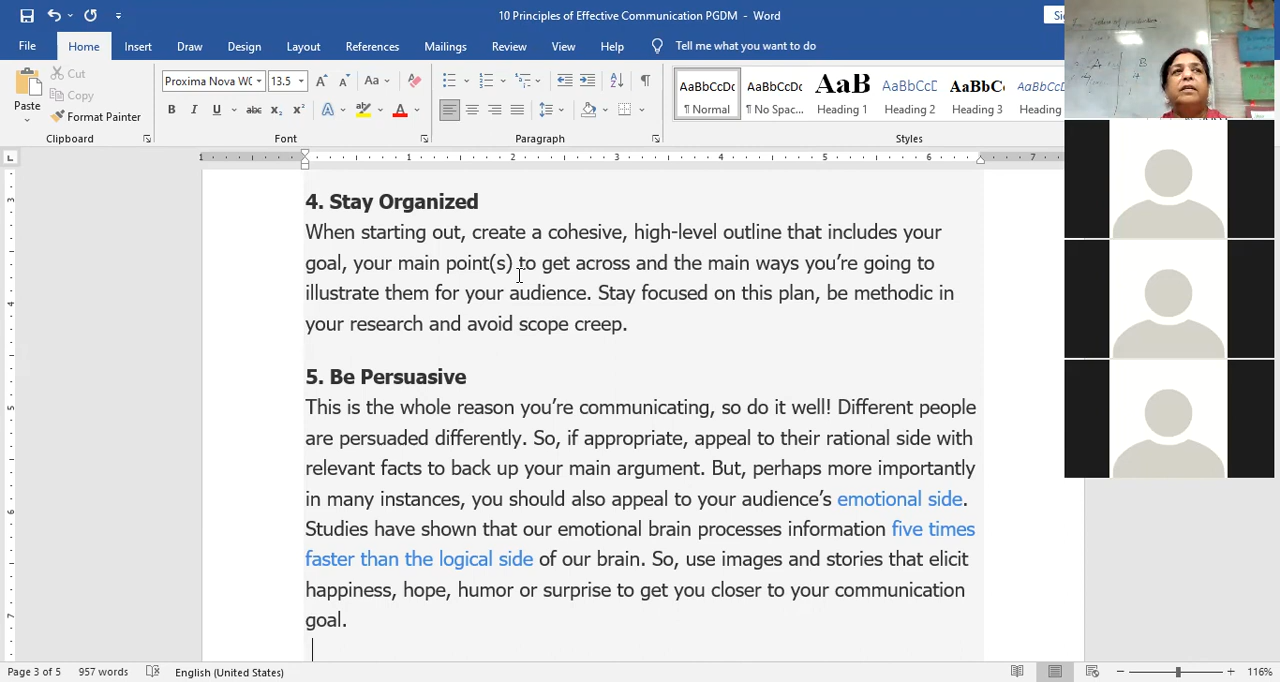 10 Principles of Effective Communication PGDM - Word
File Home Insert Draw Design Layout References Mailings Review View Help Tell me what you want to do
Paste
Cut
Copy
Format Painter
Clipboard
Proxima Nova W0 13.5
Font
Paragraph
AaBbCcDc AaBbCcDc AaB AaBbCcD AaBbC
¶ Normal ¶ No Spac... Heading 1 Heading 2 Heading 3 Heading
Styles
4. Stay Organized
When starting out, create a cohesive, high-level outline that includes your
goal, your main point(s) to get across and the main ways you’re going to
illustrate them for your audience. Stay focused on this plan, be methodic in
your research and avoid scope creep.
5. Be Persuasive
This is the whole reason you’re communicating, so do it well! Different people
are persuaded differently. So, if appropriate, appeal to their rational side with
relevant facts to back up your main argument. But, perhaps more importantly
in many instances, you should also appeal to your audience’s emotional side.
Studies have shown that our emotional brain processes information five times
faster than the logical side of our brain. So, use images and stories that elicit
happiness, hope, humor or surprise to get you closer to your communication
goal.
Page 3 of 5 957 words English (United States) 116%